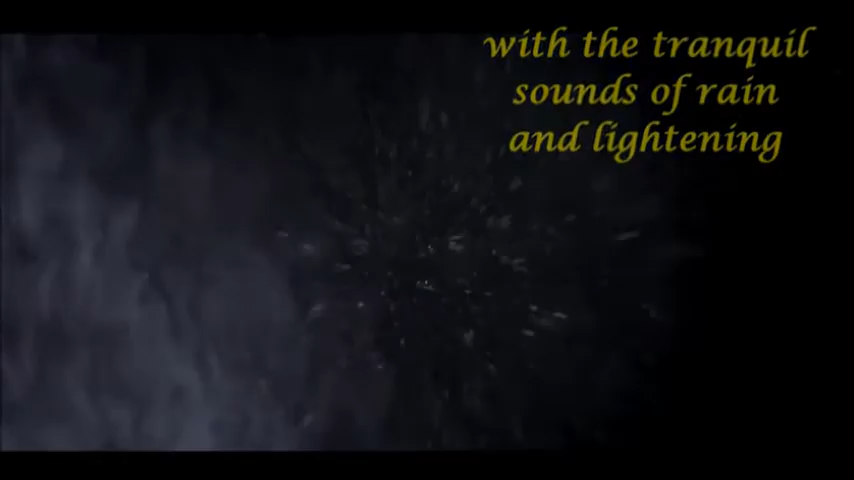 with the tranquil
sounds of rain
and lightening